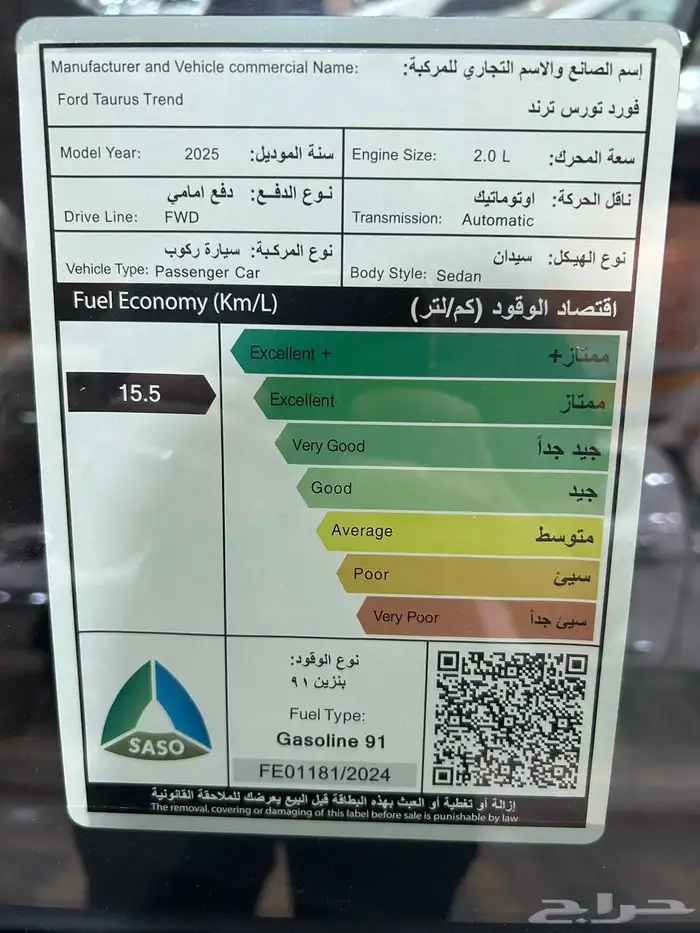 Manufacturer and Vehicle commercial Name: إسم الصانع والاسم التجاري للمركبة:
Ford Taurus Trend فورد تورس ترند
Model Year: 2025 سنة الموديل:
Engine Size: 2.0 L سعة المحرك:
نوع الدفع: دفع امامي
Drive Line: FWD
ناقل الحركة: اوتوماتيك
Transmission: Automatic
نوع المركبة: سيارة ركوب
Vehicle Type: Passenger Car
نوع الهيكل: سيدان
Body Style: Sedan
Fuel Economy (Km/L) اقتصاد الوقود (كم/لتر)
15.5
Excellent + ممتاز+
Excellent ممتاز
Very Good جيد جداً
Good جيد
Average متوسط
Poor سيئ
Very Poor سيئ جداً
SASO
نوع الوقود:
بنزين ٩١
Fuel Type:
Gasoline 91
FE01181/2024
إزالة أو تغطية أو العبث بهذه البطاقة قبل البيع يعرضك للملاحقة القانونية
The removal, covering or damaging of this label before sale is punishable by law
حراج